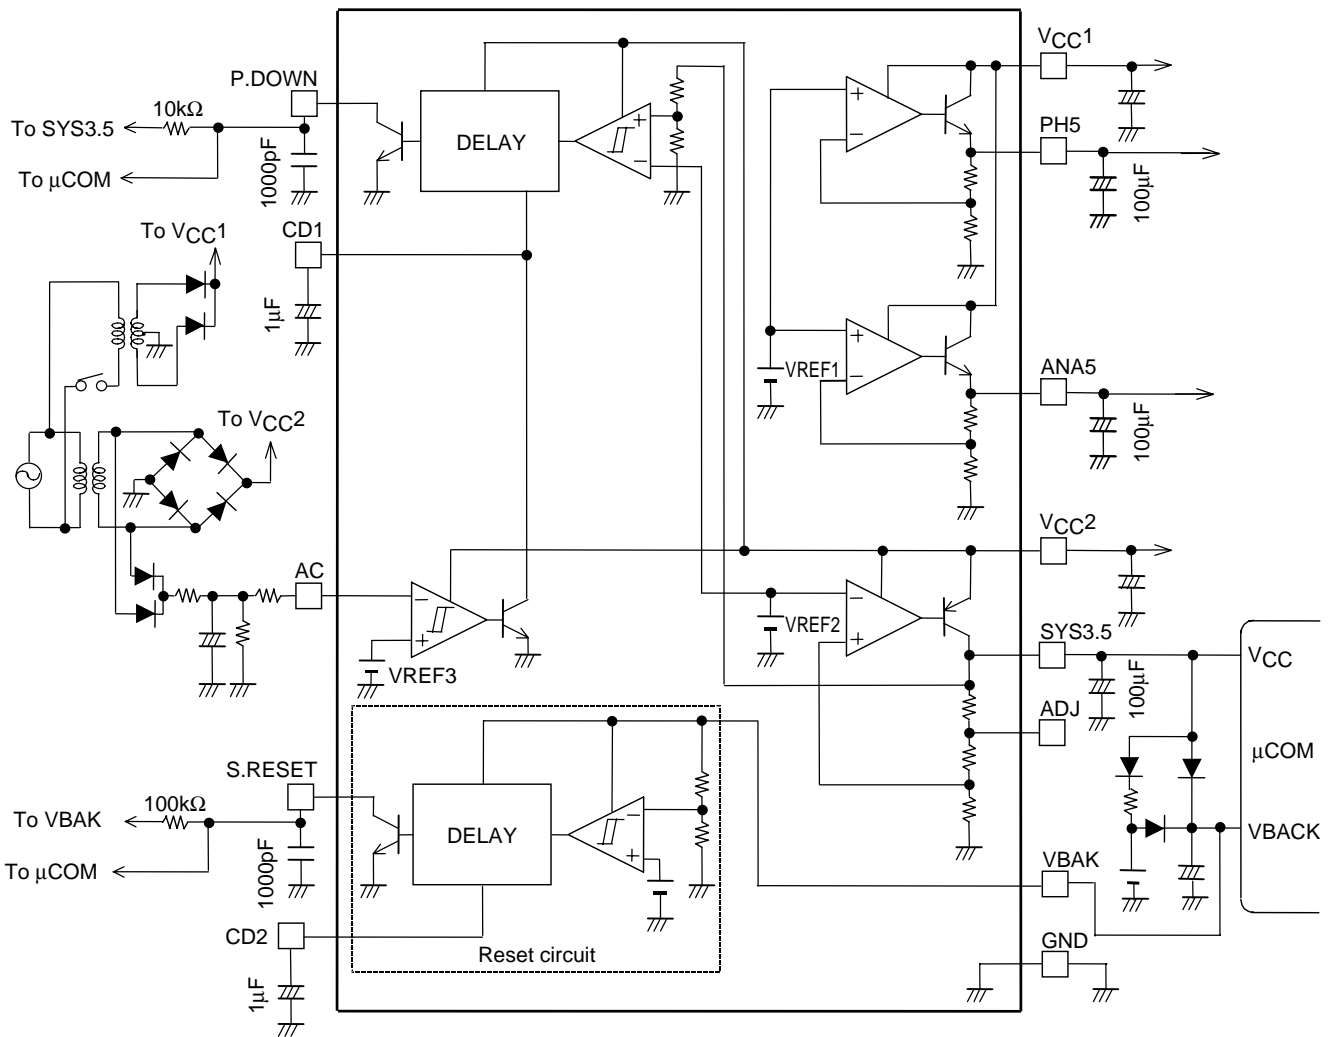 VCC1
P.DOWN
10kΩ
To SYS3.5
DELAY
+
−
+
−
PH5
To μCOM
1000pF
100μF
CD1
To VCC1
1μF
+
−
VREF1
ANA5
To VCC2
100μF
VCC2
AC
−
+
VREF3
−
+
VREF2
SYS3.5
VCC
100μF
ADJ
μCOM
S.RESET
100kΩ
To VBAK
DELAY
−
+
VBACK
To μCOM
1000pF
VBAK
CD2
Reset circuit
GND
1μF